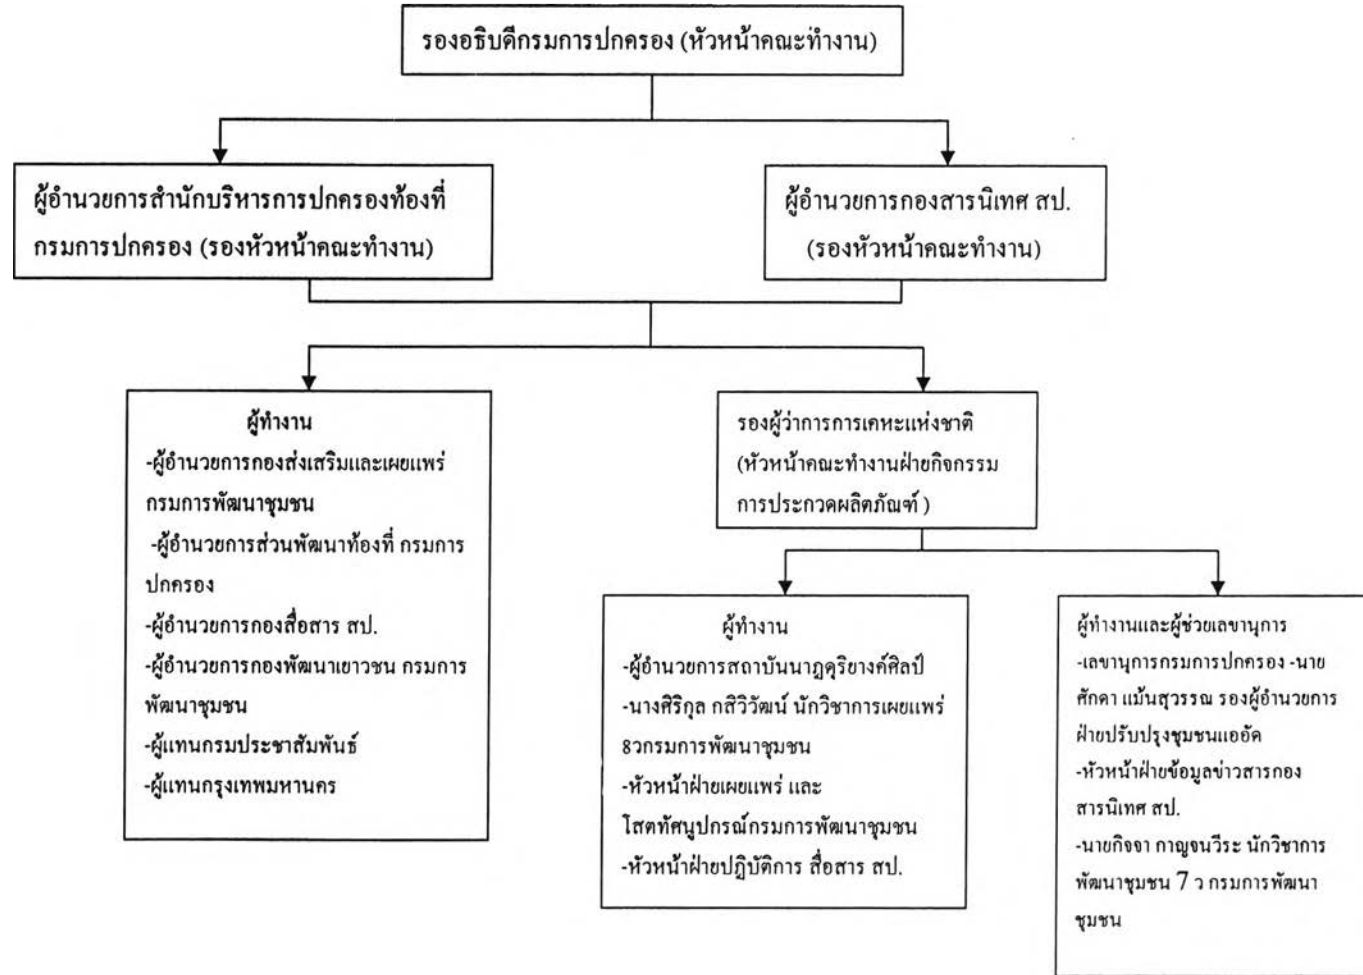 รองอธิบดีกรมการปกครอง (หัวหน้าคณะทำงาน)
ผู้อำนวยการสำนักบริหารการปกครองท้องที่
กรมการปกครอง (รองหัวหน้าคณะทำงาน)
ผู้อำนวยการกองสารนิเทศ สป.
(รองหัวหน้าคณะทำงาน)
ผู้ทำงาน
-ผู้อำนวยการกองส่งเสริมและเผยแพร่
กรมการพัฒนาชุมชน
-ผู้อำนวยการส่วนพัฒนาท้องที่ กรมการ
ปกครอง
-ผู้อำนวยการกองสื่อสาร สป.
-ผู้อำนวยการกองพัฒนาเยาวชน กรมการ
พัฒนาชุมชน
-ผู้แทนกรมประชาสัมพันธ์
-ผู้แทนกรุงเทพมหานคร
รองผู้ว่าการการเคหะแห่งชาติ
(หัวหน้าคณะทำงานฝ่ายกิจกรรม
การประกวดผลิตภัณฑ์ )
ผู้ทำงาน
-ผู้อำนวยการสถาบันนาฏดุริยางค์ศิลป์
-นางศิริกุล กสิวิวัฒน์ นักวิชาการเผยแพร่
8วกรมการพัฒนาชุมชน
-หัวหน้าฝ่ายเผยแพร่ และ
โสตทัศนูปกรณ์กรมการพัฒนาชุมชน
-หัวหน้าฝ่ายปฏิบัติการ สื่อสาร สป.
ผู้ทำงานและผู้ช่วยเลขานุการ
-เลขานุการกรมการปกครอง -นาย
ศักดา แม้นสุวรรณ รองผู้อำนวยการ
ฝ่ายปรับปรุงชุมชนแออัด
-หัวหน้าฝ่ายข้อมูลข่าวสารกอง
สารนิเทศ สป.
-นายกิจจา กาญจนวีระ นักวิชาการ
พัฒนาชุมชน 7 ว กรมการพัฒนา
ชุมชน